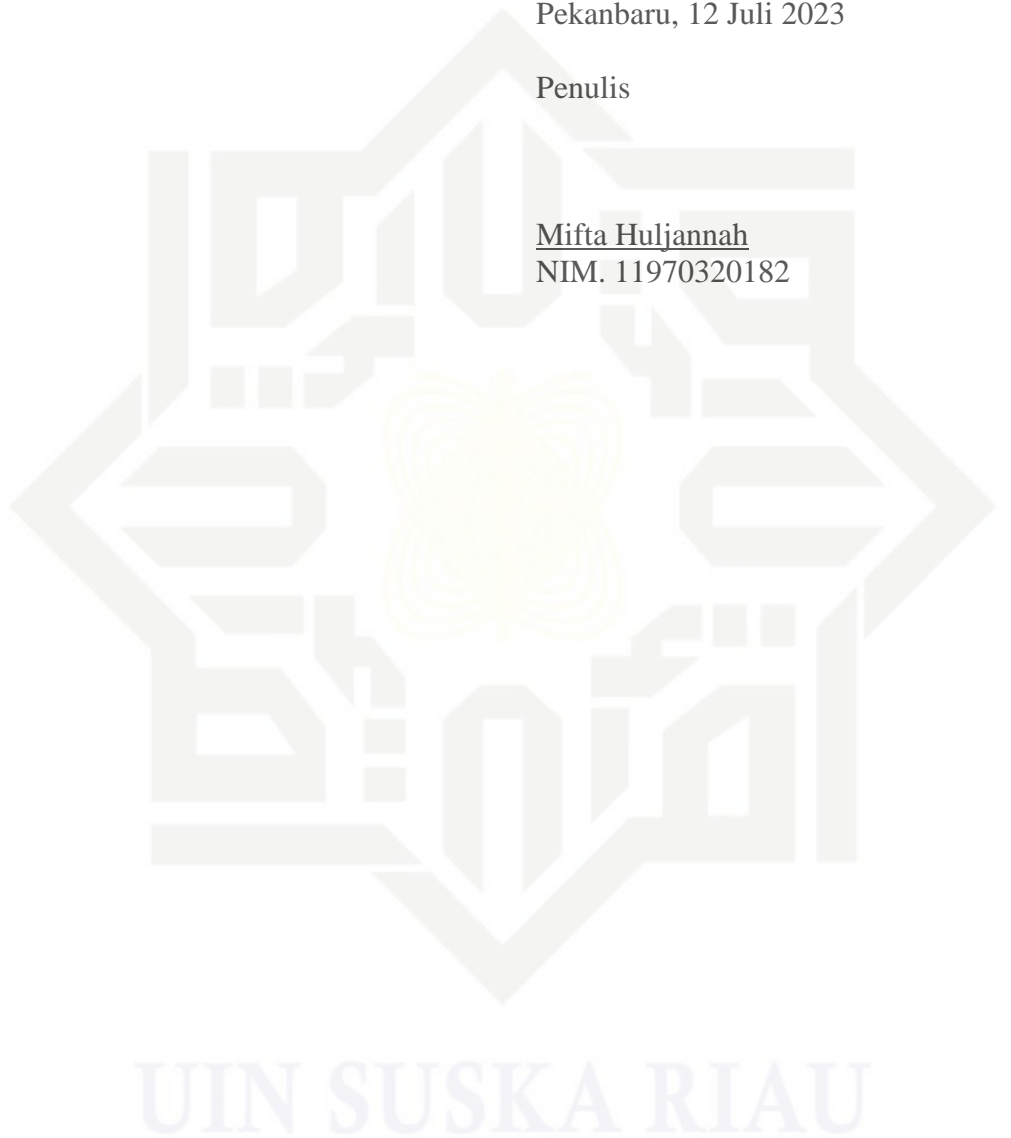 Pekanbaru, 12 Juli 2023
Penulis
Mifta Huljannah
NIM. 11970320182
UIN SUSKA RIAU